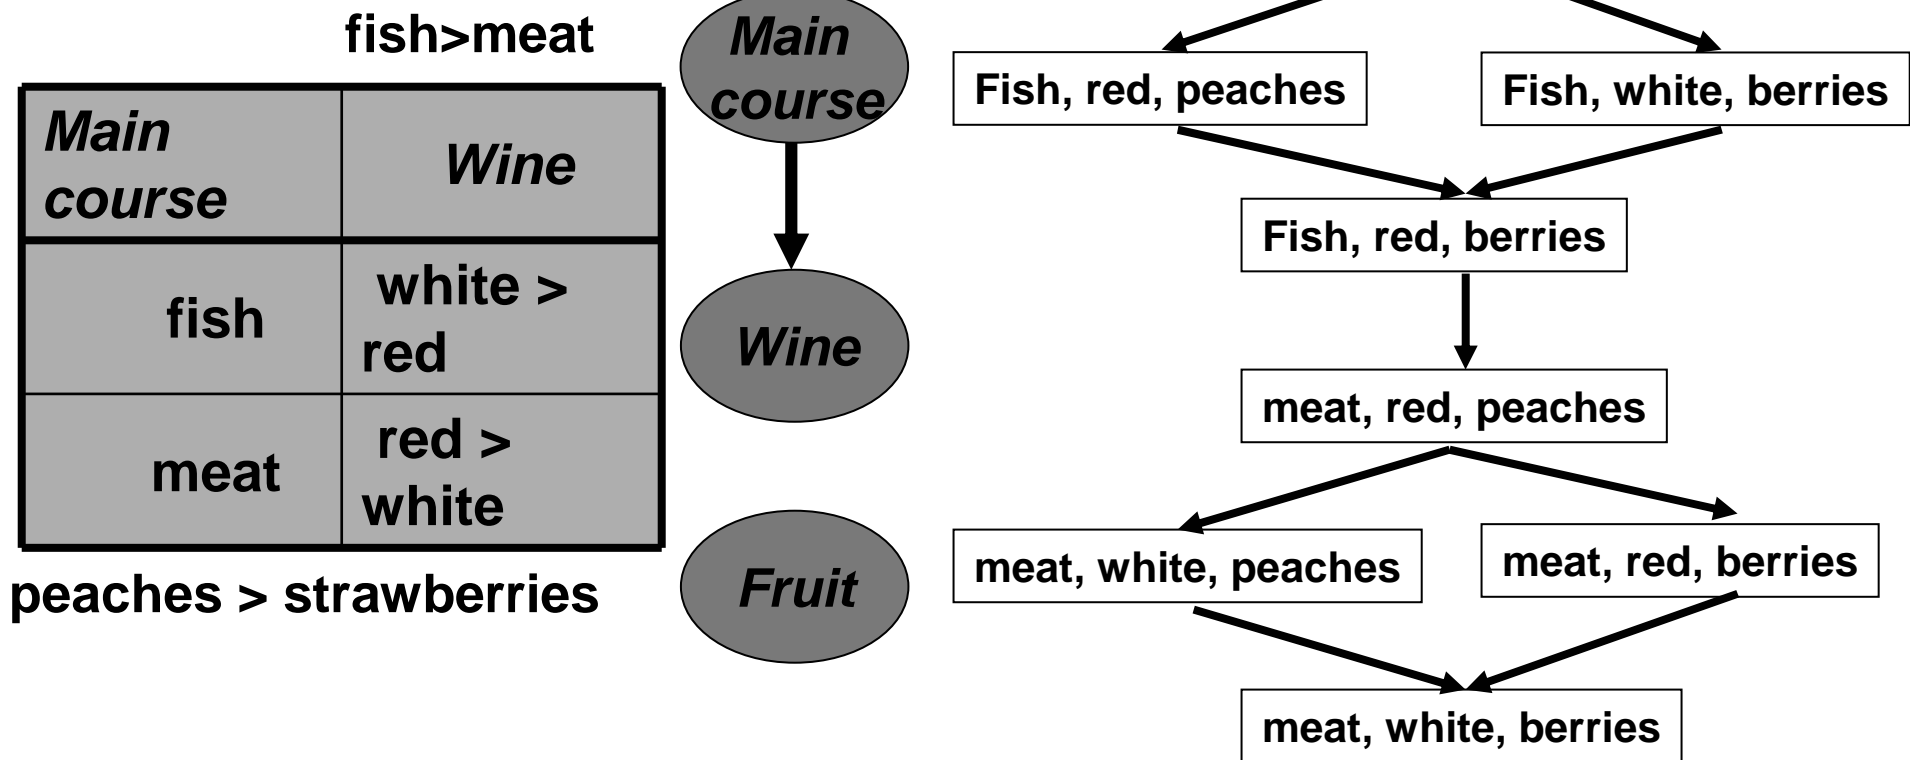 fish>meat
Main
course
Wine
fish
white >
red
meat
red >
white
peaches > strawberries
Main
course
Wine
Fruit
Fish, red, peaches
Fish, white, berries
Fish, red, berries
meat, red, peaches
meat, white, peaches
meat, red, berries
meat, white, berries